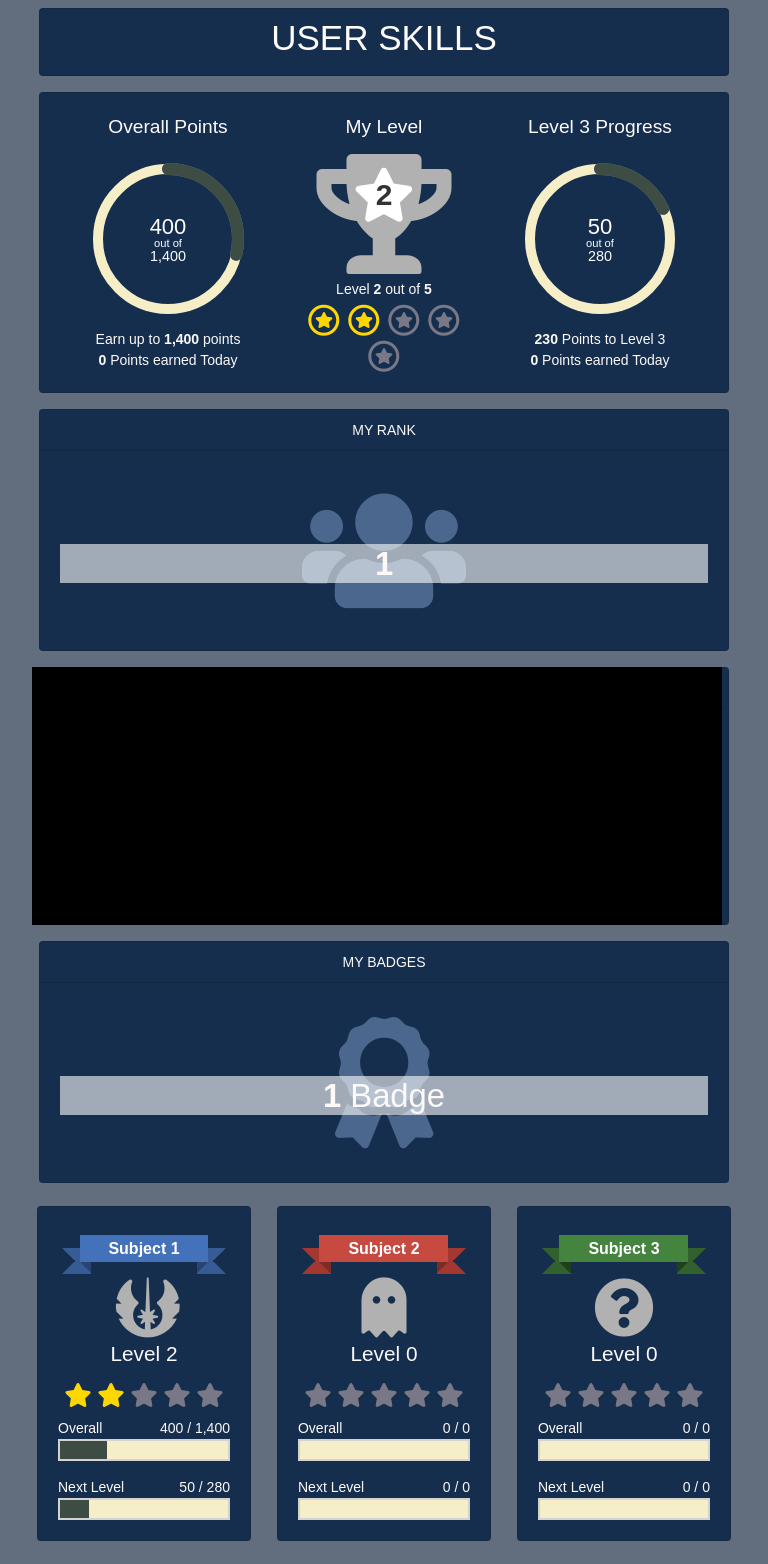 USER SKILLS
Overall Points
400
out of
1,400
Earn up to 1,400 points
0 Points earned Today
My Level
2
Level 2 out of 5
Level 3 Progress
50
out of
280
230 Points to Level 3
0 Points earned Today
MY RANK
1
MY BADGES
1 Badge
Subject 1
Level 2
Overall 400 / 1,400
Next Level 50 / 280
Subject 2
Level 0
Overall 0 / 0
Next Level 0 / 0
Subject 3
Level 0
Overall 0 / 0
Next Level 0 / 0